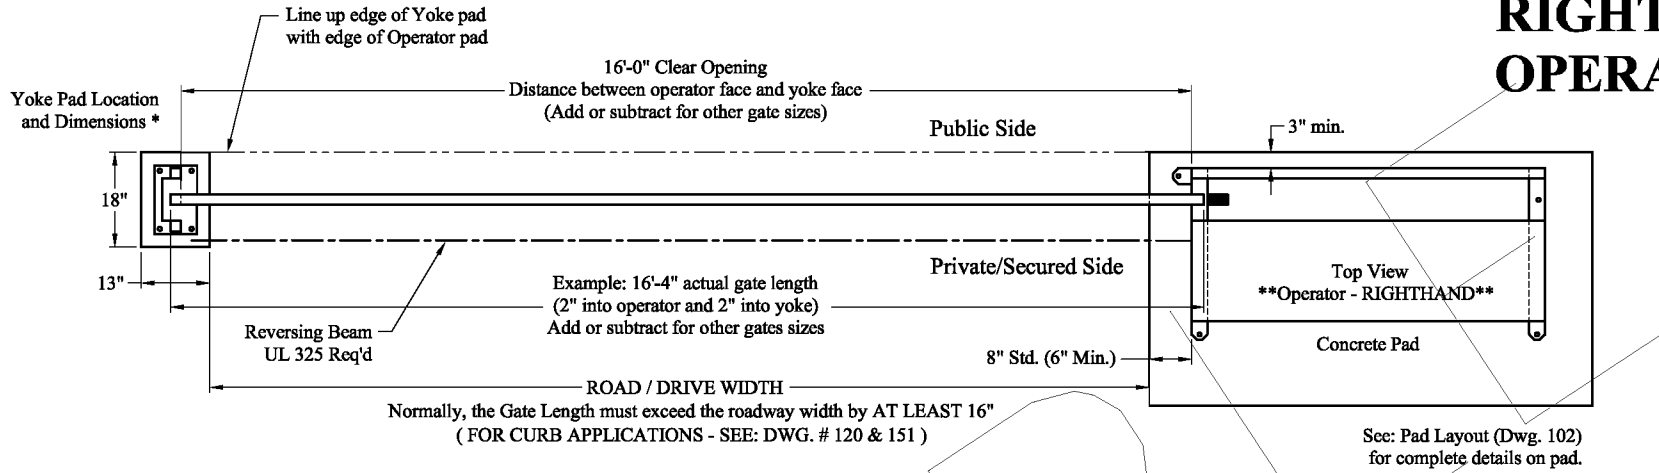 RIGHT
OPERA
Line up edge of Yoke pad
with edge of Operator pad
16'-0" Clear Opening
Distance between operator face and yoke face
(Add or subtract for other gate sizes)
Yoke Pad Location
and Dimensions *
Public Side
3" min.
18"
13"
Private/Secured Side
Example: 16'-4" actual gate length
(2" into operator and 2" into yoke)
Add or subtract for other gates sizes
Top View
**Operator - RIGHTHAND**
Reversing Beam
UL 325 Req'd
8" Std. (6" Min.)
Concrete Pad
ROAD / DRIVE WIDTH
Normally, the Gate Length must exceed the roadway width by AT LEAST 16"
( FOR CURB APPLICATIONS - SEE: DWG. # 120 & 151 )
See: Pad Layout (Dwg. 102)
for complete details on pad.